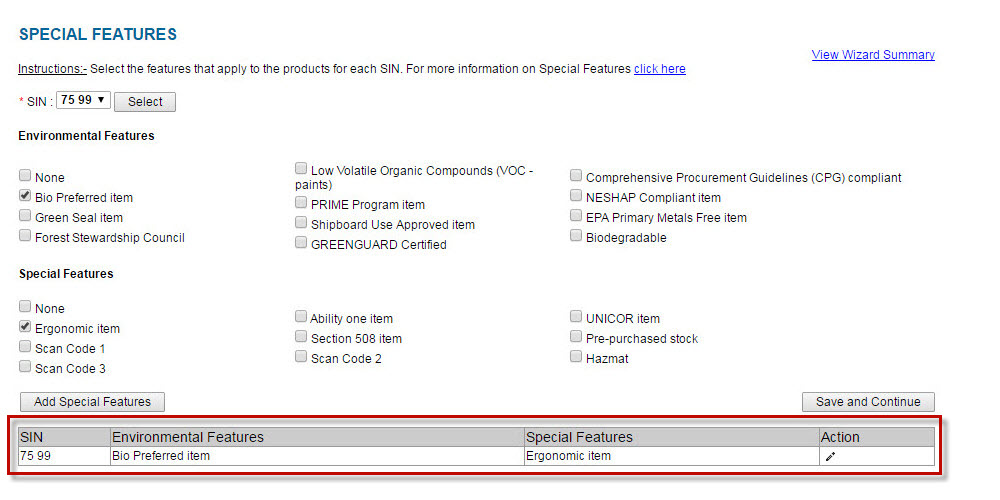 SPECIAL FEATURES
View Wizard Summary
Instructions:- Select the features that apply to the products for each SIN. For more information on Special Features click here
* SIN : 75 99 Select
Environmental Features
None
Bio Preferred item
Green Seal item
Forest Stewardship Council
Low Volatile Organic Compounds (VOC -
paints)
PRIME Program item
Shipboard Use Approved item
GREENGUARD Certified
Comprehensive Procurement Guidelines (CPG) compliant
NESHAP Compliant item
EPA Primary Metals Free item
Biodegradable
Special Features
None
Ergonomic item
Scan Code 1
Scan Code 3
Ability one item
Section 508 item
Scan Code 2
UNICOR item
Pre-purchased stock
Hazmat
Add Special Features Save and Continue
SIN Environmental Features Special Features Action
75 99 Bio Preferred item Ergonomic item